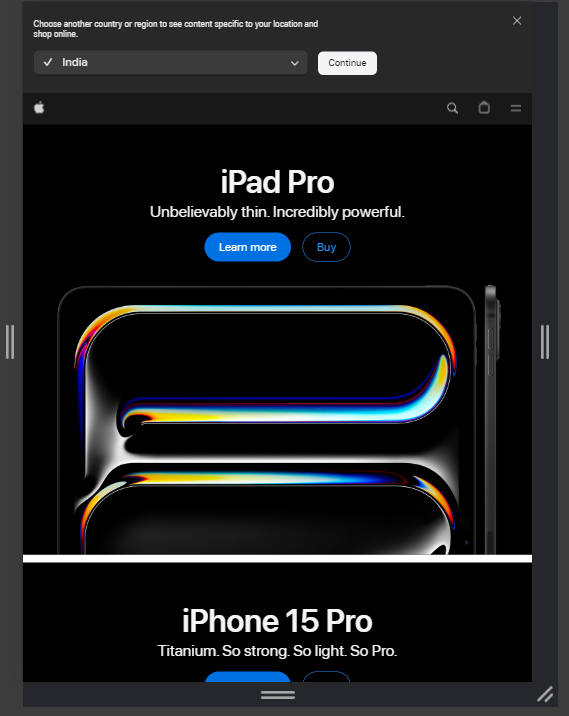 Choose another country or region to see content specific to your location and
shop online.
India
Continue
iPad Pro
Unbelievably thin. Incredibly powerful.
Learn more
Buy
iPhone 15 Pro
Titanium. So strong. So light. So Pro.